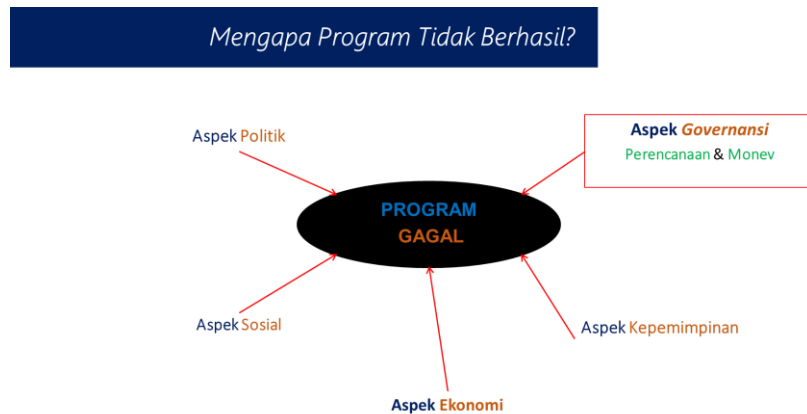 Mengapa Program Tidak Berhasil?
Aspek Politik
Aspek Governansi
Perencanaan & Monev
PROGRAM
GAGAL
Aspek Sosial
Aspek Kepemimpinan
Aspek Ekonomi